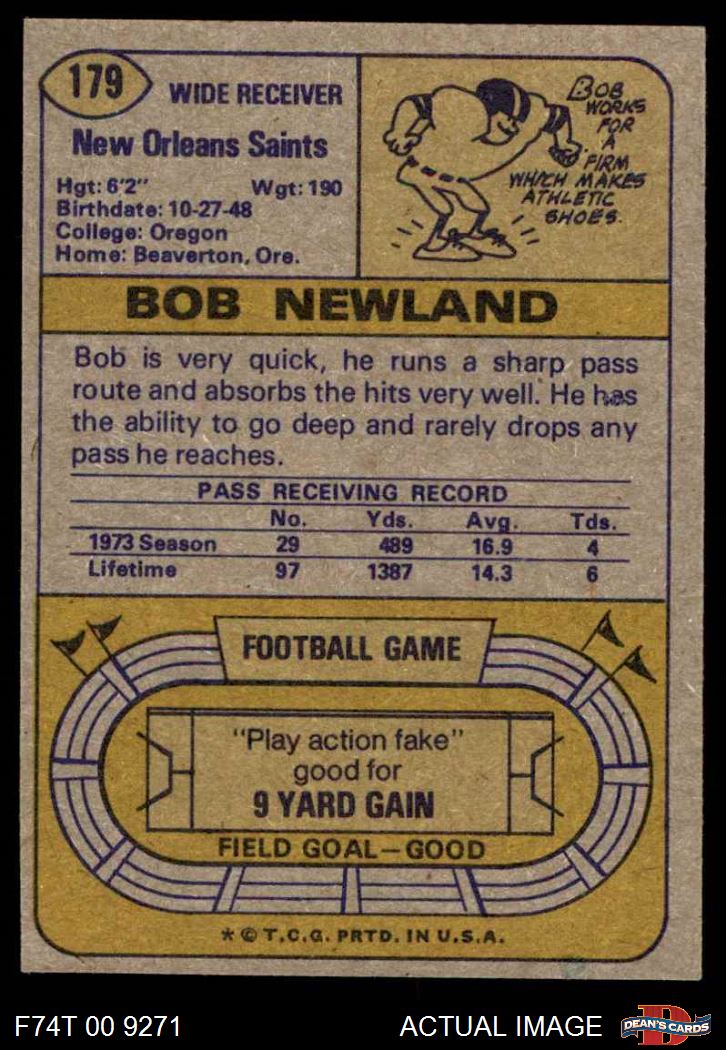 179
WIDE RECEIVER
New Orleans Saints
Hgt: 6'2" Wgt: 190
Birthdate: 10-27-48
College: Oregon
Home: Beaverton, Ore.
BOB
WORKS
FOR
A
FIRM
WHICH MAKES
ATHLETIC
SHOES.
BOB NEWLAND
Bob is very quick, he runs a sharp pass
route and absorbs the hits very well. He has
the ability to go deep and rarely drops any
pass he reaches.
PASS RECEIVING RECORD
No. Yds. Avg. Tds.
1973 Season 29 489 16.9 4
Lifetime 97 1387 14.3 6
FOOTBALL GAME
"Play action fake"
good for
9 YARD GAIN
FIELD GOAL—GOOD
* © T.C.G. PRTD. IN U.S.A.
F74T 00 9271 ACTUAL IMAGE
D
DEAN'S CARDS